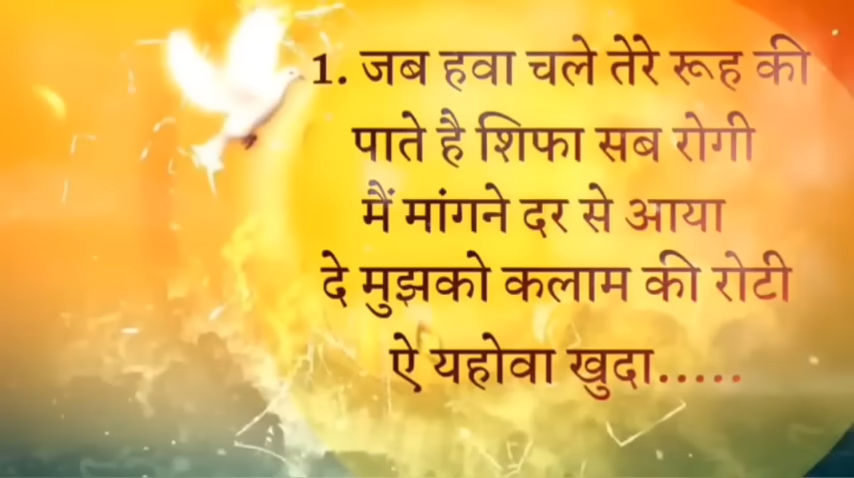 1. जब हवा चले तेरे रूह की
पाते है शिफा सब रोगी
मैं मांगने दर से आया
दे मुझको कलाम की रोटी
ऐ यहोवा खुदा.....